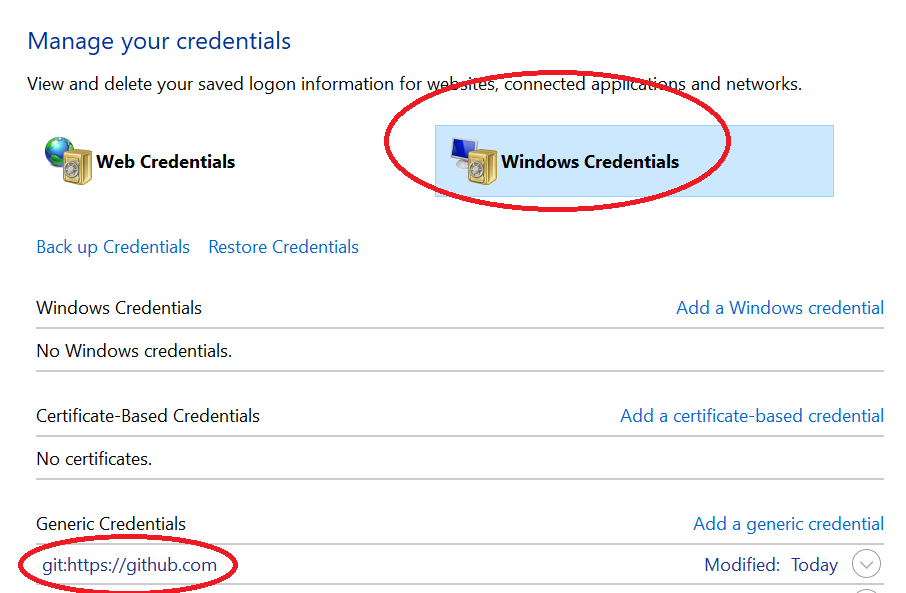 Manage your credentials
View and delete your saved logon information for websites, connected applications and networks.
Web Credentials
Windows Credentials
Back up Credentials Restore Credentials
Windows Credentials Add a Windows credential
No Windows credentials.
Certificate-Based Credentials Add a certificate-based credential
No certificates.
Generic Credentials Add a generic credential
git:https://github.com Modified: Today